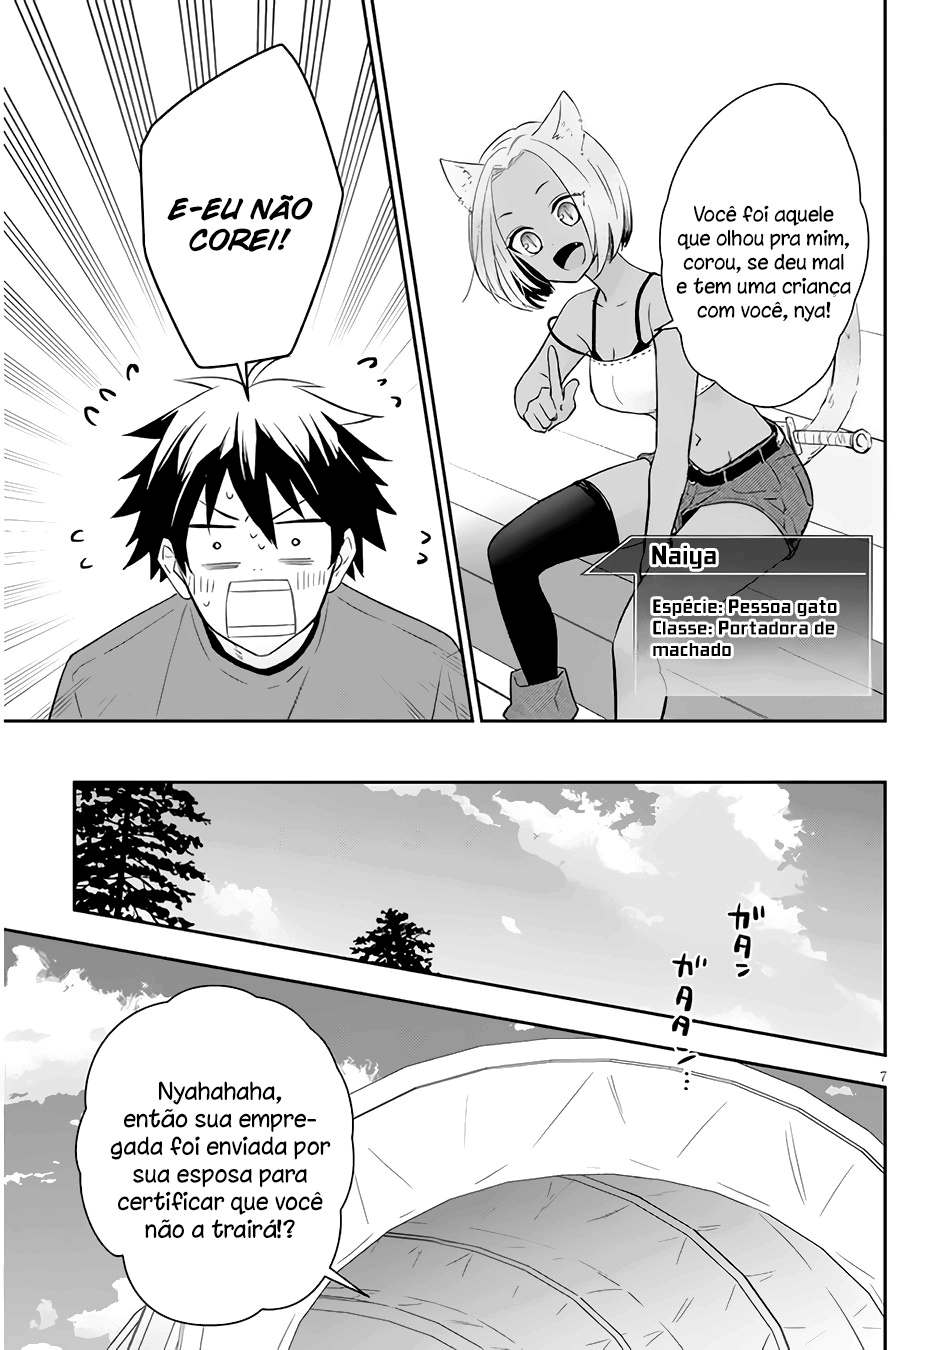 Você foi aquele
que olhou pra mim,
corou, se deu mal
e tem uma criança
com você, nya!
Naiya
Espécie: Pessoa gato
Classe: Portadora de
machado
E-EU NÃO
COREI!
ガタン
ガタタン…
7
Nyahahaha,
então sua empre-
gada foi enviada por
sua esposa para
certificar que você
não a trairá!?